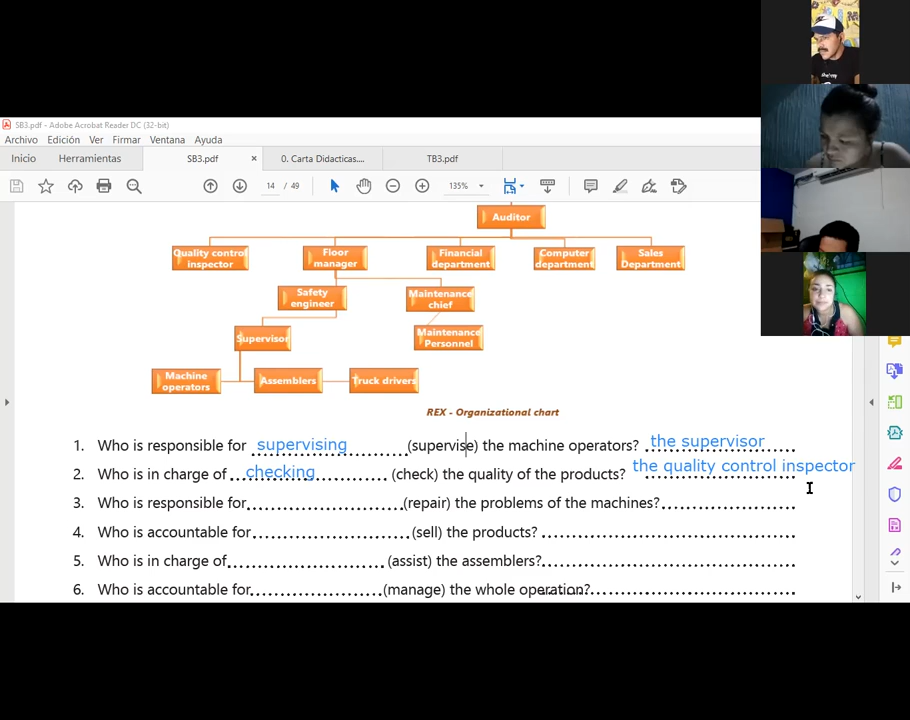 SB3.pdf - Adobe Acrobat Reader DC (32-bit)
Archivo Edición Ver Firmar Ventana Ayuda
Inicio Herramientas SB3.pdf × 0. Carta Didacticas.... TB3.pdf
14 / 49 135%
Auditor
Quality control inspector
Floor manager
Financial department
Computer department
Sales Department
Safety engineer
Maintenance chief
Supervisor
Maintenance Personnel
Machine operators
Assemblers
Truck drivers
REX - Organizational chart
1. Who is responsible for supervising (supervise) the machine operators? the supervisor
2. Who is in charge of checking (check) the quality of the products? the quality control inspector
3. Who is responsible for (repair) the problems of the machines?
4. Who is accountable for (sell) the products?
5. Who is in charge of (assist) the assemblers?
6. Who is accountable for (manage) the whole operation?